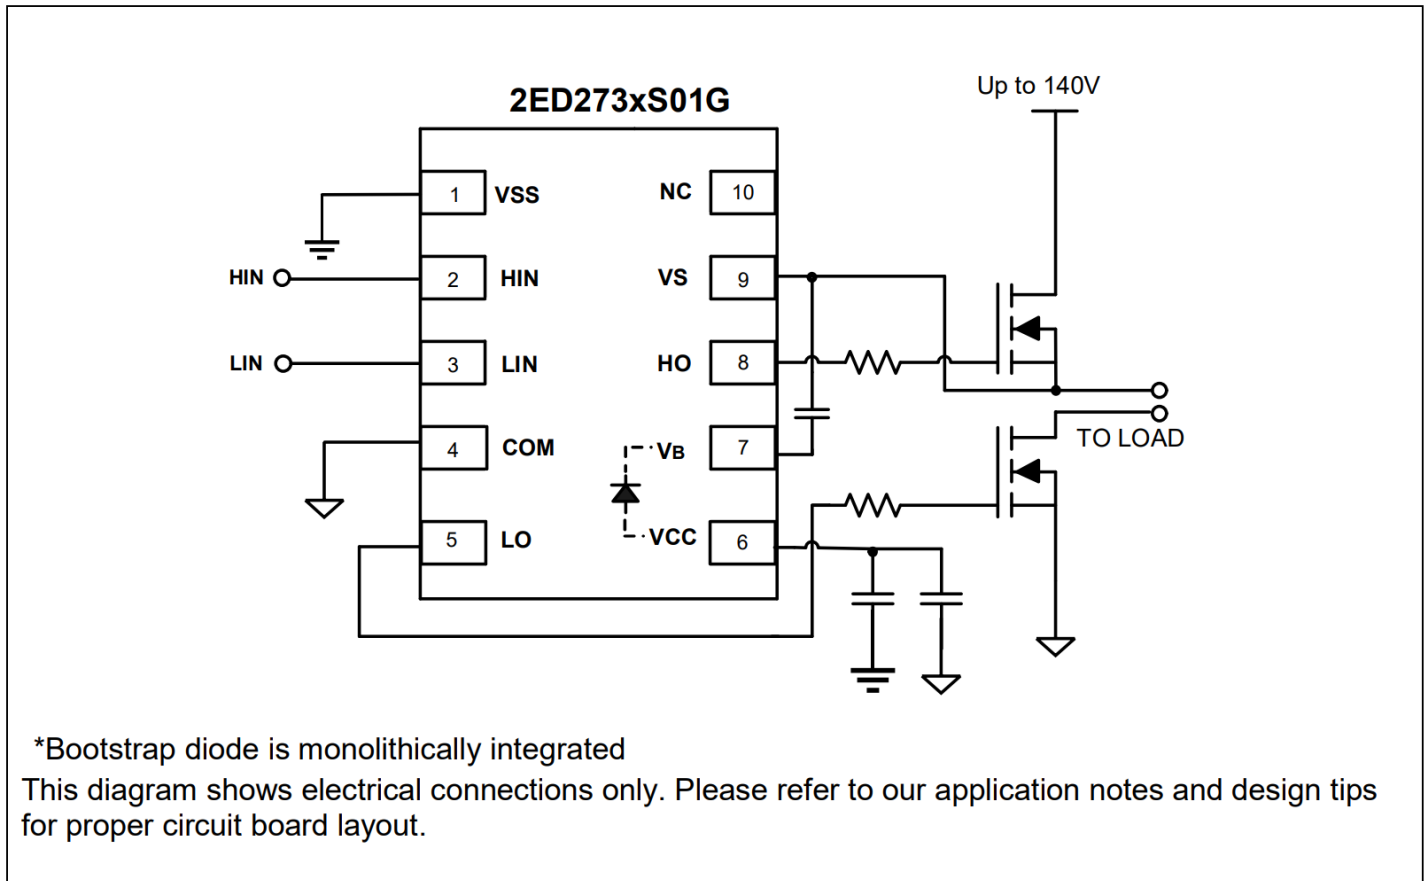 2ED273xS01G
Up to 140V
1 VSS
NC 10
HIN
2 HIN
VS 9
LIN
3 LIN
HO 8
4 COM
VB 7
TO LOAD
5 LO
VCC 6
*Bootstrap diode is monolithically integrated
This diagram shows electrical connections only. Please refer to our application notes and design tips
for proper circuit board layout.